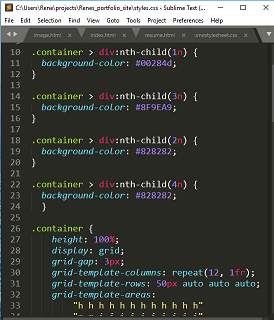 C:\Users\Rene\projects\Renes_portfolio_site\styles.css - Sublime Text (
File Edit Selection Find View Goto Tools Project Preferences Help
image.html index.html resume.html umestylesheet.css
10 .container > div:nth-child(1n) {
11 background-color: #00284d;
12 }
13
14 .container > div:nth-child(3n) {
15 background-color: #8F9EA9;
16 }
17
18 .container > div:nth-child(2n) {
19 background-color: #828282;
20 }
21
22 .container > div:nth-child(4n) {
23 background-color: #828282;
24 }
25
26 .container {
27 height: 100%;
28 display: grid;
29 grid-gap: 3px;
30 grid-template-columns: repeat(12, 1fr);
31 grid-template-rows: 50px auto auto auto;
32 grid-template-areas:
33 "h h h h h h h h h h h h"